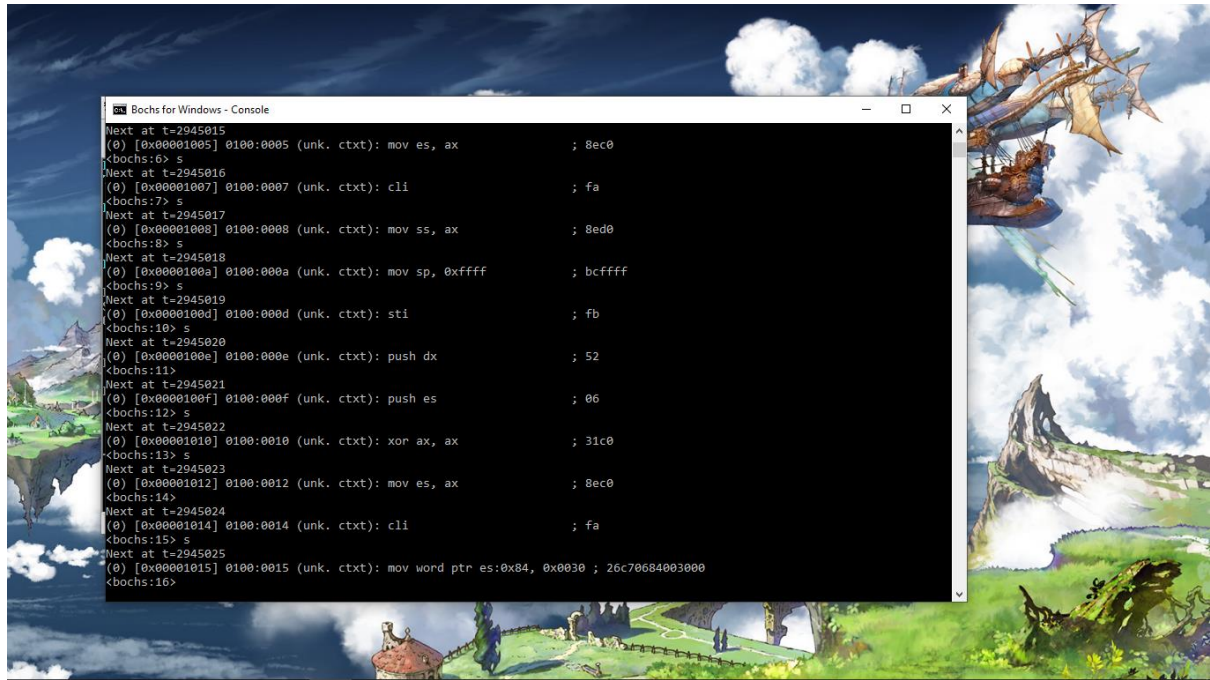 Bochs for Windows - Console
Next at t=2945015
(0) [0x00001005] 0100:0005 (unk. ctxt): mov es, ax ; 8ec0
<bochs:6> s
Next at t=2945016
(0) [0x00001007] 0100:0007 (unk. ctxt): cli ; fa
<bochs:7> s
Next at t=2945017
(0) [0x00001008] 0100:0008 (unk. ctxt): mov ss, ax ; 8ed0
<bochs:8> s
Next at t=2945018
(0) [0x0000100a] 0100:000a (unk. ctxt): mov sp, 0xffff ; bcffff
<bochs:9> s
Next at t=2945019
(0) [0x0000100d] 0100:000d (unk. ctxt): sti ; fb
<bochs:10> s
Next at t=2945020
(0) [0x0000100e] 0100:000e (unk. ctxt): push dx ; 52
<bochs:11>
Next at t=2945021
(0) [0x0000100f] 0100:000f (unk. ctxt): push es ; 06
<bochs:12> s
Next at t=2945022
(0) [0x00001010] 0100:0010 (unk. ctxt): xor ax, ax ; 31c0
<bochs:13> s
Next at t=2945023
(0) [0x00001012] 0100:0012 (unk. ctxt): mov es, ax ; 8ec0
<bochs:14>
Next at t=2945024
(0) [0x00001014] 0100:0014 (unk. ctxt): cli ; fa
<bochs:15> s
Next at t=2945025
(0) [0x00001015] 0100:0015 (unk. ctxt): mov word ptr es:0x84, 0x0030 ; 26c70684003000
<bochs:16>